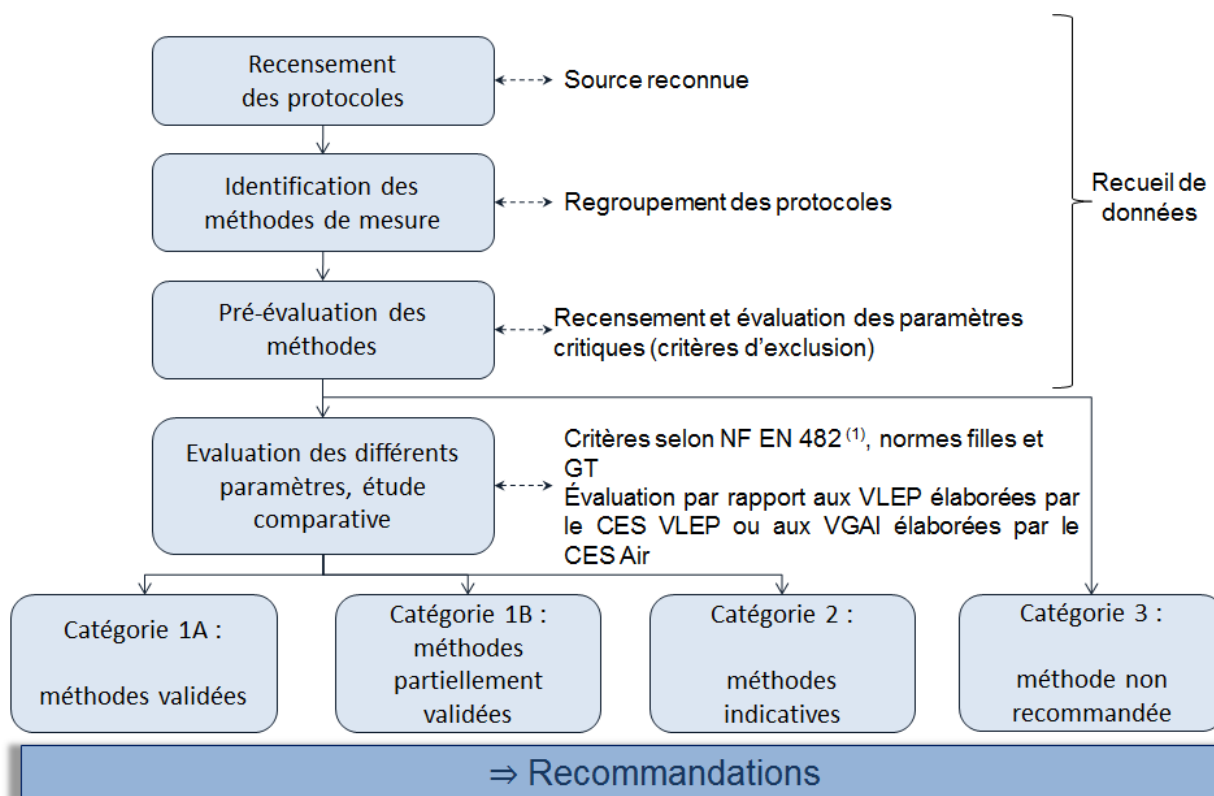 Recensement
des protocoles
Source reconnue
Identification des
méthodes de mesure
Regroupement des protocoles
Recueil de
données
Pré-évaluation des
méthodes
Recensement et évaluation des paramètres
critiques (critères d'exclusion)
Evaluation des différents
paramètres, étude
comparative
Critères selon NF EN 482 (1), normes filles et
GT
Évaluation par rapport aux VLEP élaborées par
le CES VLEP ou aux VGAI élaborées par le
CES Air
Catégorie 1A :
méthodes validées
Catégorie 1B :
méthodes
partiellement
validées
Catégorie 2 :
méthodes
indicatives
Catégorie 3 :
méthode non
recommandée
⇒ Recommandations